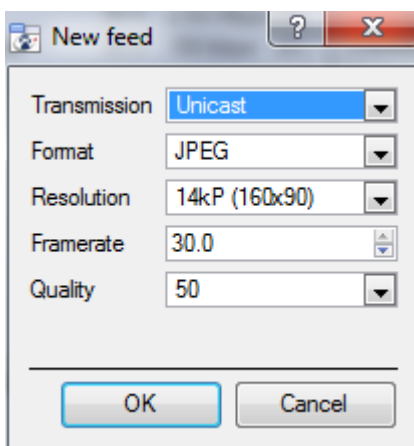 New feed
Transmission Unicast
Format JPEG
Resolution 14kP (160x90)
Framerate 30.0
Quality 50
OK Cancel